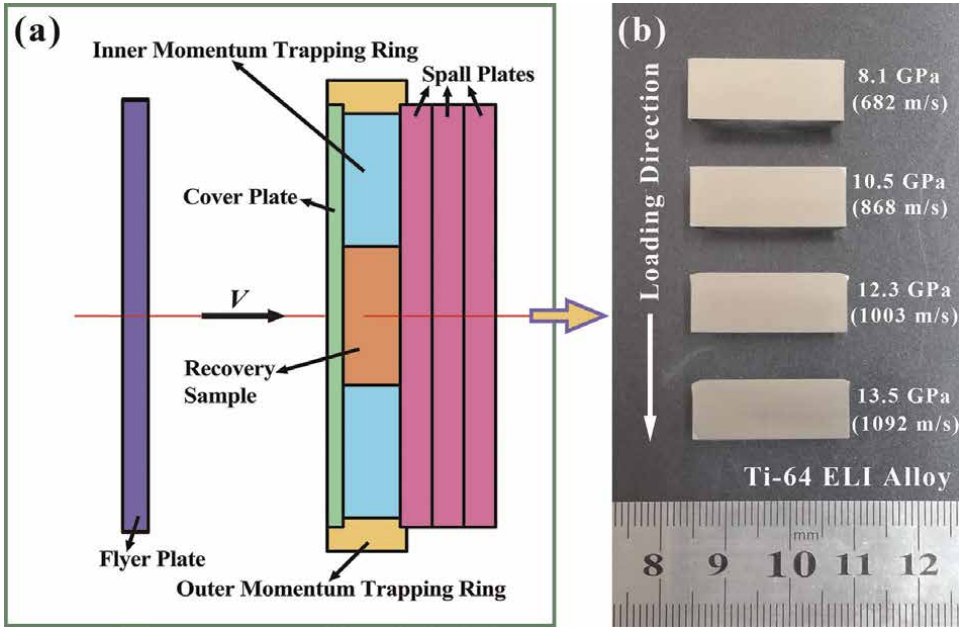 (a)
Inner Momentum Trapping Ring
Spall Plates
Cover Plate
V
Recovery
Sample
Flyer Plate
Outer Momentum Trapping Ring
(b)
Loading Direction
8.1 GPa
(682 m/s)
10.5 GPa
(868 m/s)
12.3 GPa
(1003 m/s)
13.5 GPa
(1092 m/s)
Ti-64 ELI Alloy
mm
8 9 10 11 12